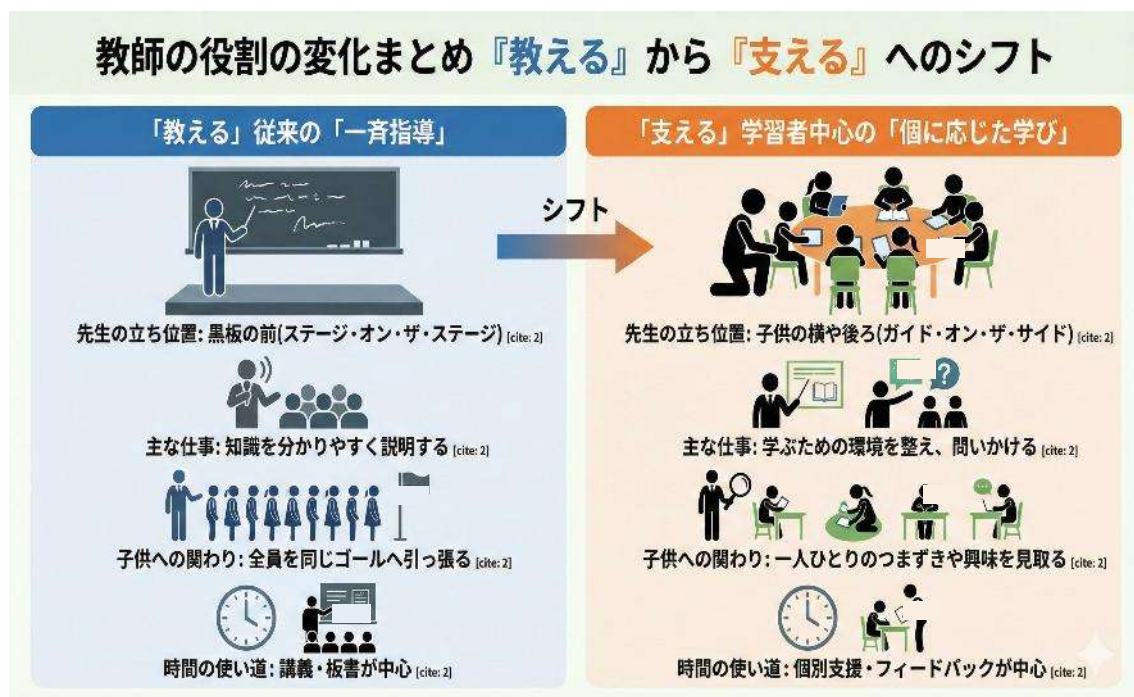 教師の役割の変化まとめ『教える』から『支える』へのシフト
「教える」従来の「一斉指導」
先生の立ち位置: 黒板の前(ステージ・オン・ザ・ステージ) [cite: 2]
主な仕事: 知識を分かりやすく説明する [cite: 2]
子供への関わり: 全員を同じゴールへ引っ張る [cite: 2]
時間の使い道: 講義・板書が中心 [cite: 2]
シフト
「支える」学習者中心の「個に応じた学び」
先生の立ち位置: 子供の横や後ろ(ガイド・オン・ザ・サイド) [cite: 2]
?
主な仕事: 学ぶための環境を整え、問いかける [cite: 2]
子供への関わり: 一人ひとりのつまずきや興味を見取る [cite: 2]
時間の使い道: 個別支援・フィードバックが中心 [cite: 2]